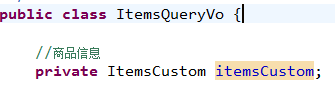 public class ItemsQueryVo {
//商品信息
private ItemsCustom itemsCustom;